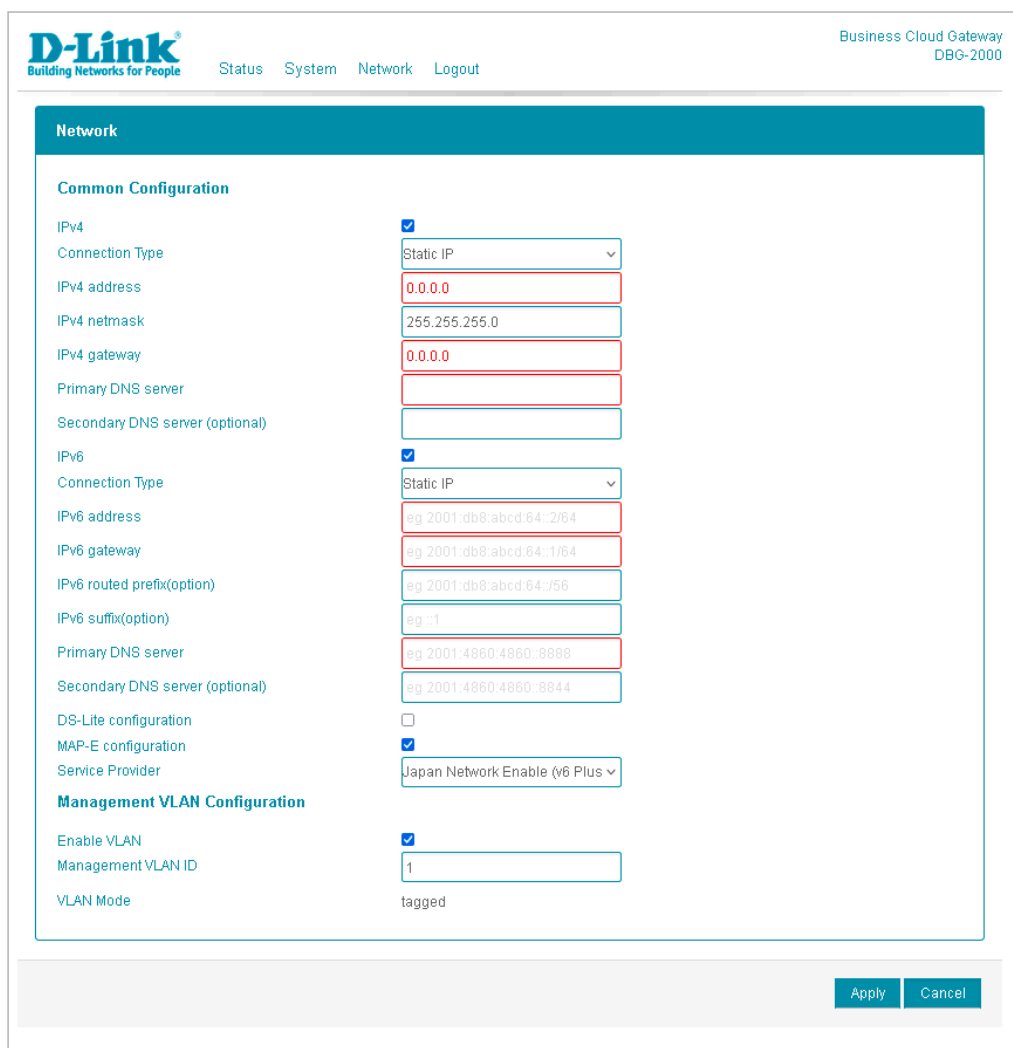 D-Link®
Building Networks for People
Status System Network Logout
Business Cloud Gateway
DBG-2000
Network
Common Configuration
IPv4
Connection Type Static IP
IPv4 address 0.0.0.0
IPv4 netmask 255.255.255.0
IPv4 gateway 0.0.0.0
Primary DNS server
Secondary DNS server (optional)
IPv6
Connection Type Static IP
IPv6 address eg 2001:db8:abcd:64::2/64
IPv6 gateway eg 2001:db8:abcd:64::1/64
IPv6 routed prefix(option) eg 2001:db8:abcd:64::/56
IPv6 suffix(option) eg ::1
Primary DNS server eg 2001:4860:4860::8888
Secondary DNS server (optional) eg 2001:4860:4860::8844
DS-Lite configuration
MAP-E configuration
Service Provider Japan Network Enable (v6 Plus
Management VLAN Configuration
Enable VLAN
Management VLAN ID 1
VLAN Mode tagged
Apply Cancel